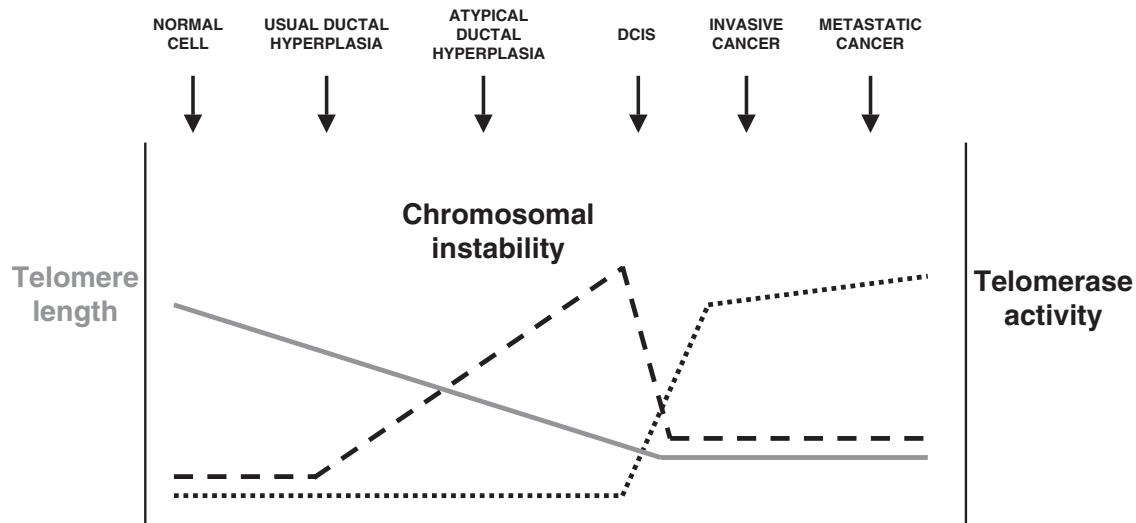 NORMAL
CELL
USUAL DUCTAL
HYPERPLASIA
ATYPICAL
DUCTAL
HYPERPLASIA
DCIS
INVASIVE
CANCER
METASTATIC
CANCER
Chromosomal
instability
Telomere
length
Telomerase
activity